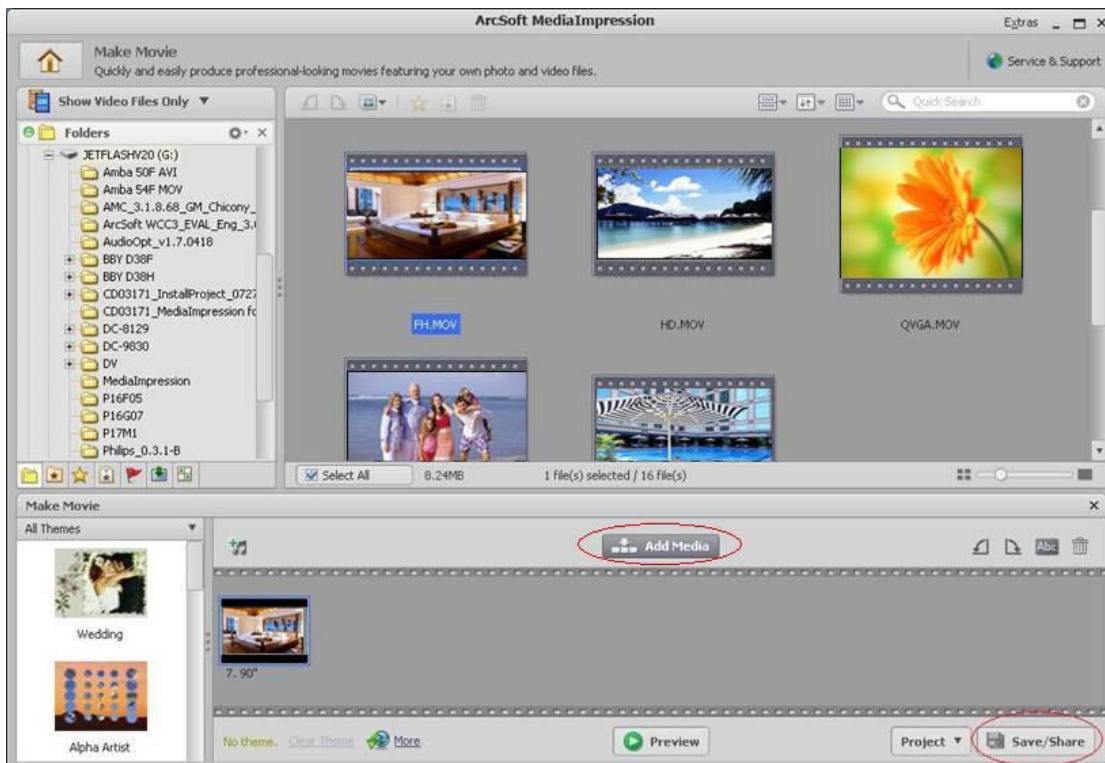 ArcSoft MediaImpression
Extras
Make Movie
Quickly and easily produce professional-looking movies featuring your own photo and video files.
Service & Support
Show Video Files Only
Quick Search
Folders
JETFLASHV20 (G:)
Amba 50F AVI
Amba 54F MOV
AMC_3.1.8.68_GM_Chicony_
ArcSoft WCC3_EVAL_Eng_3.
AudioOpt_v1.7.0418
BBY D38F
BBY D38H
CD03171_InstallProject_0727
CD03171_MediaImpression fo
DC-8129
DC-9830
DV
MediaImpression
P16F05
P16G07
P17M1
Philips_0.3.1-B
FH.MOV
HD.MOV
QVGA.MOV
Select All
8.24MB
1 file(s) selected / 16 file(s)
Make Movie
All Themes
Wedding
Alpha Artist
Add Media
Abc
7. 90"
No theme.
Clear Theme
More
Preview
Project
Save/Share